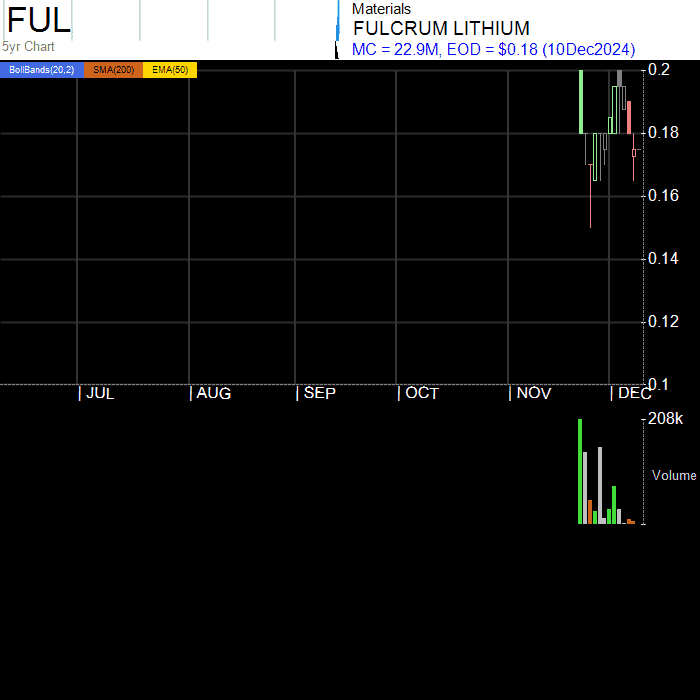 FUL
5yr Chart
Materials
FULCRUM LITHIUM
MC = 22.9M, EOD = $0.18 (10Dec2024)
BollBands(20,2) SMA(200) EMA(50)
0.2
0.18
0.16
0.14
0.12
0.1
| JUL | AUG | SEP | OCT | NOV | DEC
208k
Volume